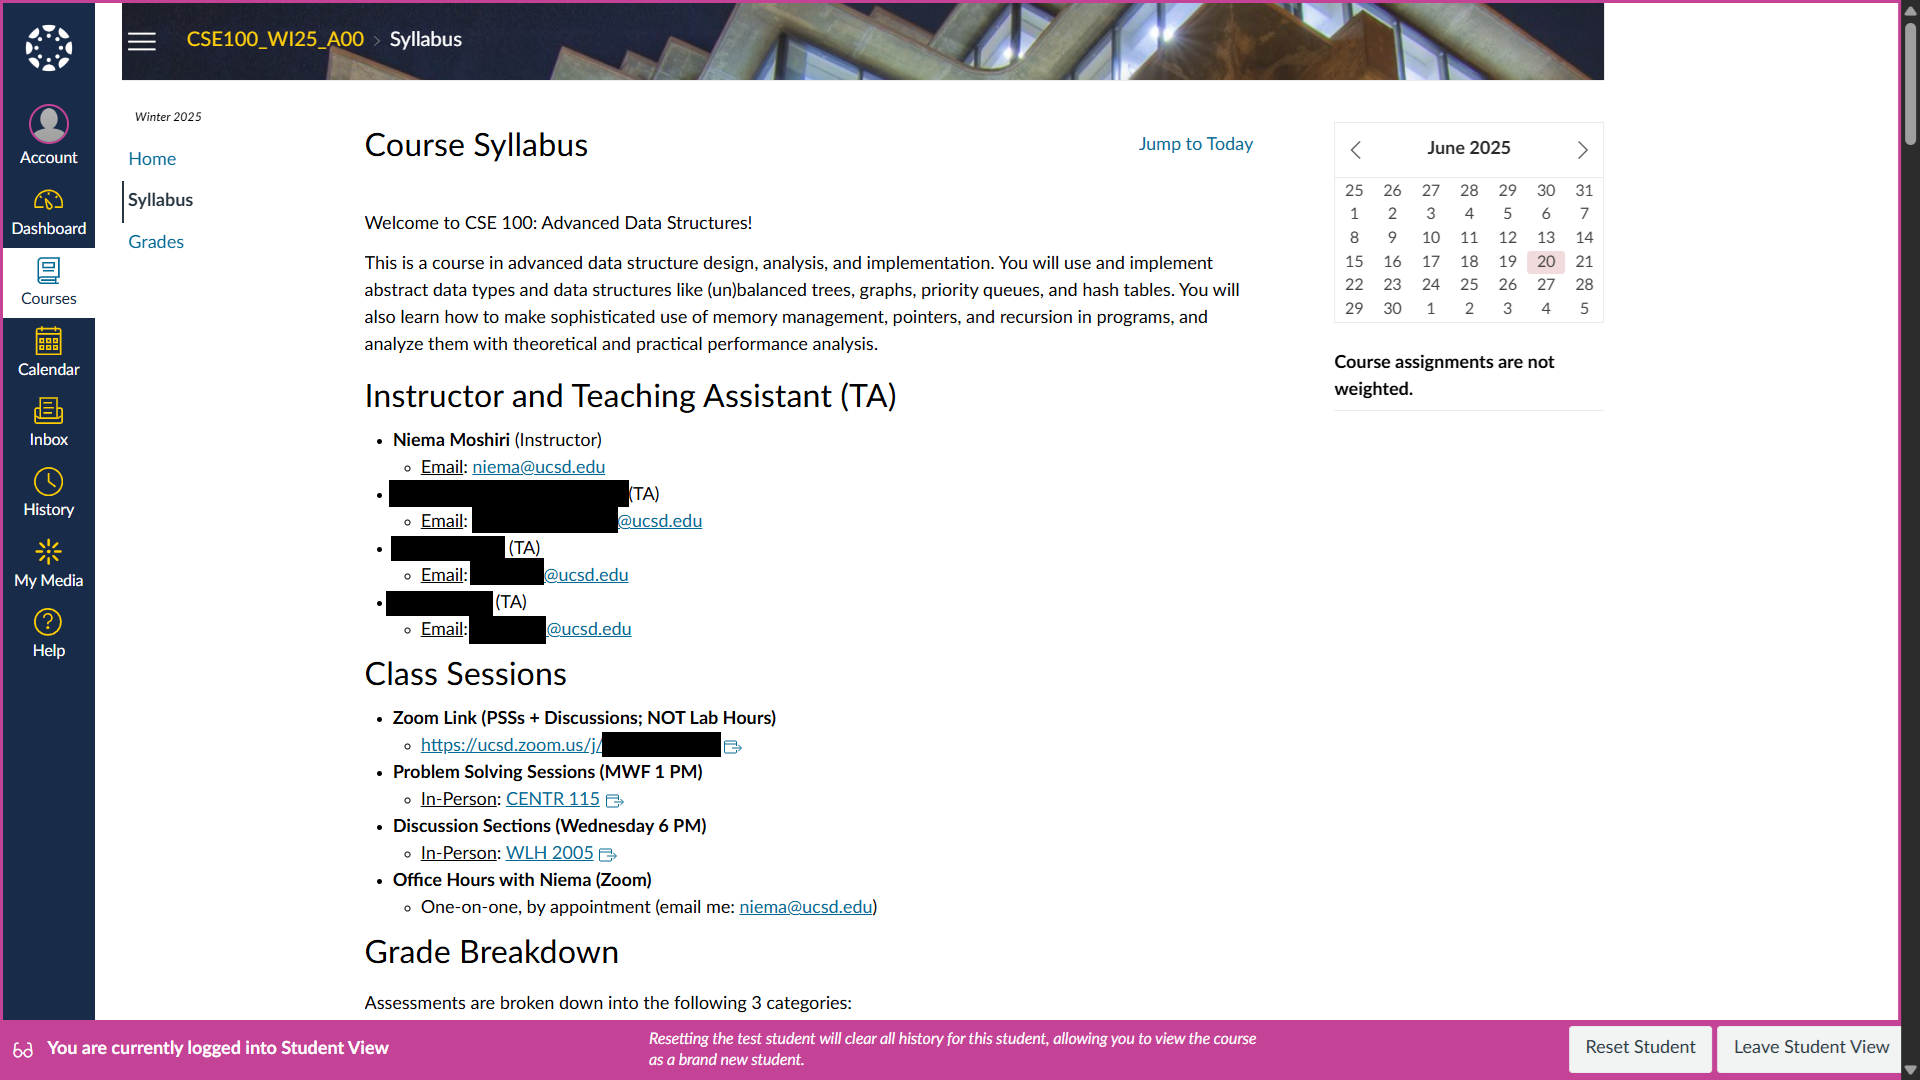 CSE100_WI25_A00 > Syllabus
Account
Dashboard
Courses
Calendar
Inbox
History
My Media
Help
Winter 2025
Home
Syllabus
Grades
Course Syllabus
Jump to Today
Welcome to CSE 100: Advanced Data Structures!
This is a course in advanced data structure design, analysis, and implementation. You will use and implement
abstract data types and data structures like (un)balanced trees, graphs, priority queues, and hash tables. You will
also learn how to make sophisticated use of memory management, pointers, and recursion in programs, and
analyze them with theoretical and practical performance analysis.
Instructor and Teaching Assistant (TA)
• Niema Moshiri (Instructor)
◦ Email: niema@ucsd.edu
• (TA)
◦ Email: @ucsd.edu
• (TA)
◦ Email: @ucsd.edu
• (TA)
◦ Email: @ucsd.edu
Class Sessions
• Zoom Link (PSSs + Discussions; NOT Lab Hours)
◦ https://ucsd.zoom.us/j/
• Problem Solving Sessions (MWF 1 PM)
◦ In-Person: CENTR 115
• Discussion Sections (Wednesday 6 PM)
◦ In-Person: WLH 2005
• Office Hours with Niema (Zoom)
◦ One-on-one, by appointment (email me: niema@ucsd.edu)
Grade Breakdown
Assessments are broken down into the following 3 categories:
June 2025
25 26 27 28 29 30 31
1 2 3 4 5 6 7
8 9 10 11 12 13 14
15 16 17 18 19 20 21
22 23 24 25 26 27 28
29 30 1 2 3 4 5
Course assignments are not
weighted.
You are currently logged into Student View
Resetting the test student will clear all history for this student, allowing you to view the course
as a brand new student.
Reset Student
Leave Student View